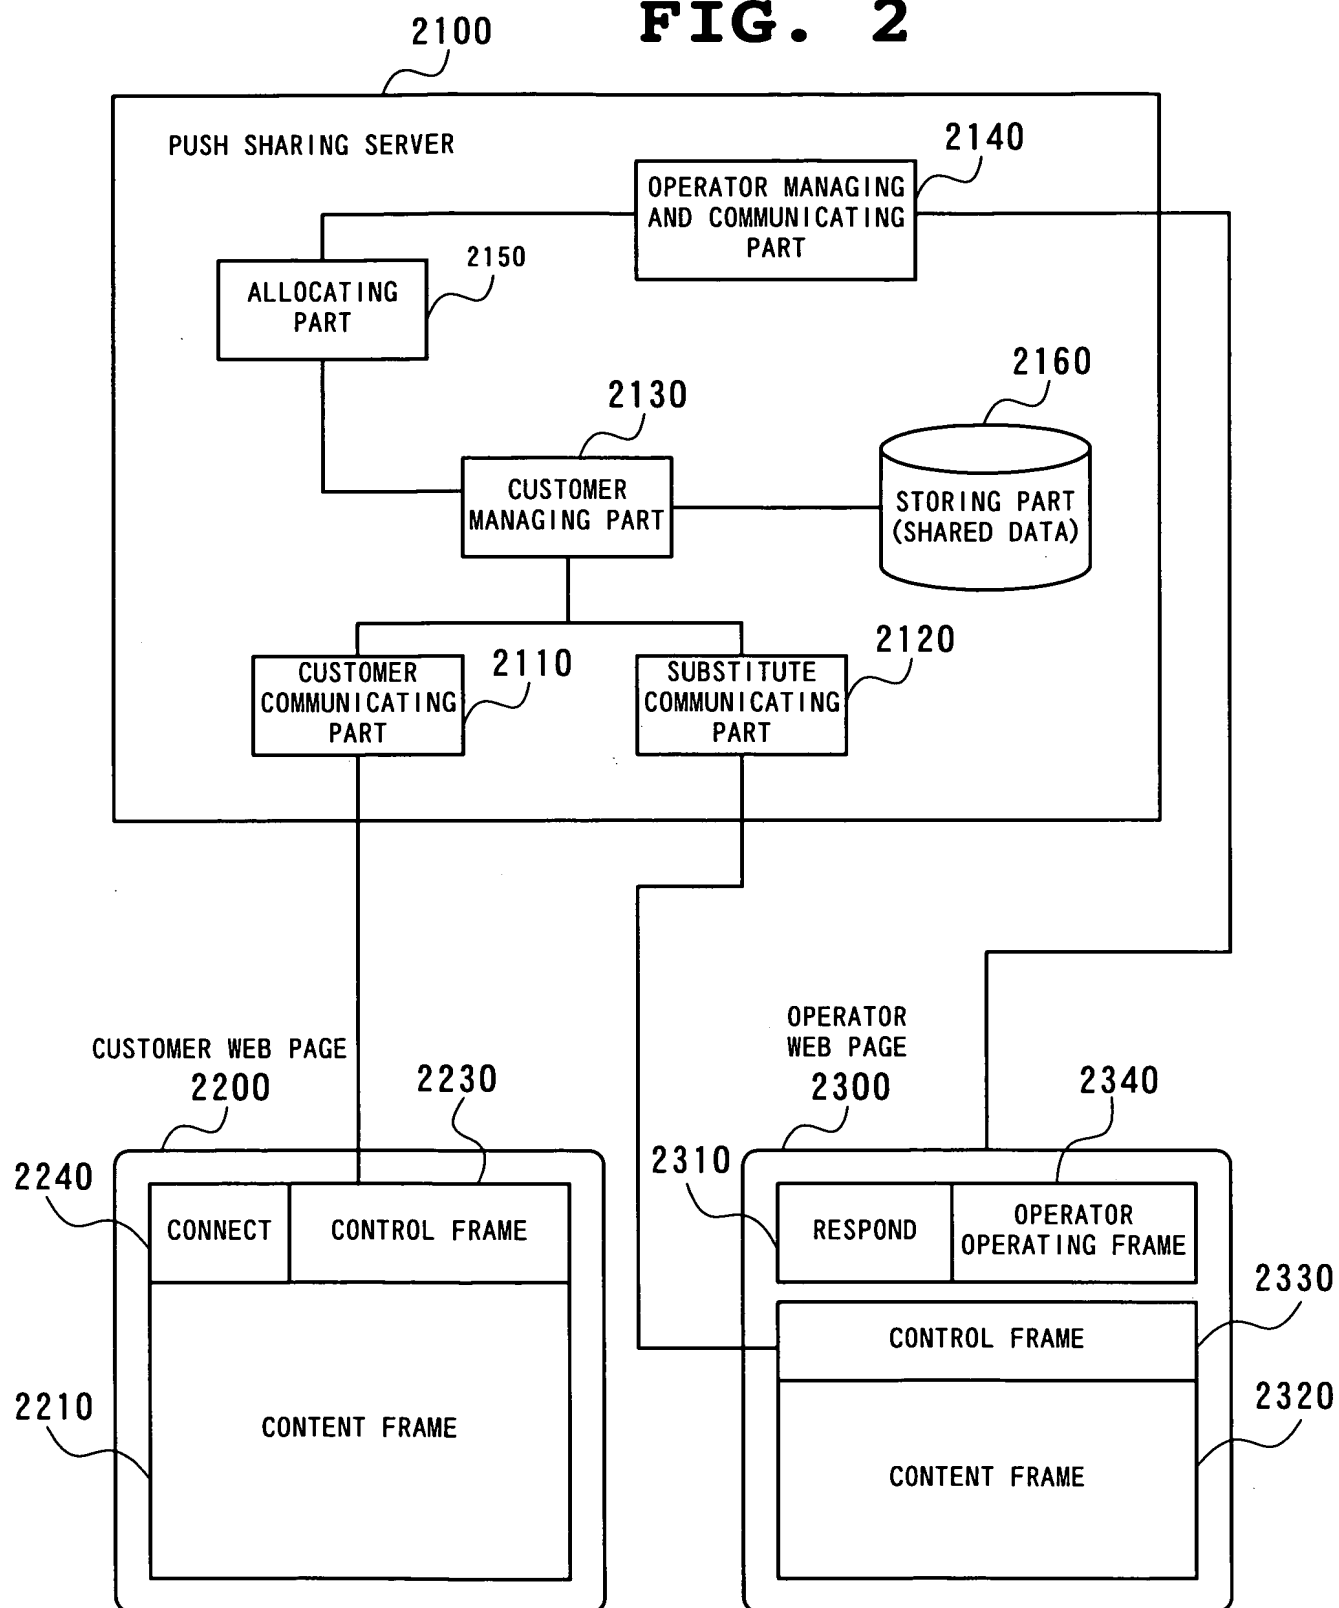 FIG. 2
2100
PUSH SHARING SERVER
2140
OPERATOR MANAGING
AND COMMUNICATING
PART
2150
ALLOCATING
PART
2160
2130
CUSTOMER
MANAGING PART
STORING PART
(SHARED DATA)
2110
CUSTOMER
COMMUNICATING
PART
2120
SUBSTITUTE
COMMUNICATING
PART
CUSTOMER WEB PAGE
2200
2230
OPERATOR
WEB PAGE
2300
2340
2240
CONNECT
CONTROL FRAME
2310
RESPOND
OPERATOR
OPERATING FRAME
2330
CONTROL FRAME
2210
CONTENT FRAME
2320
CONTENT FRAME